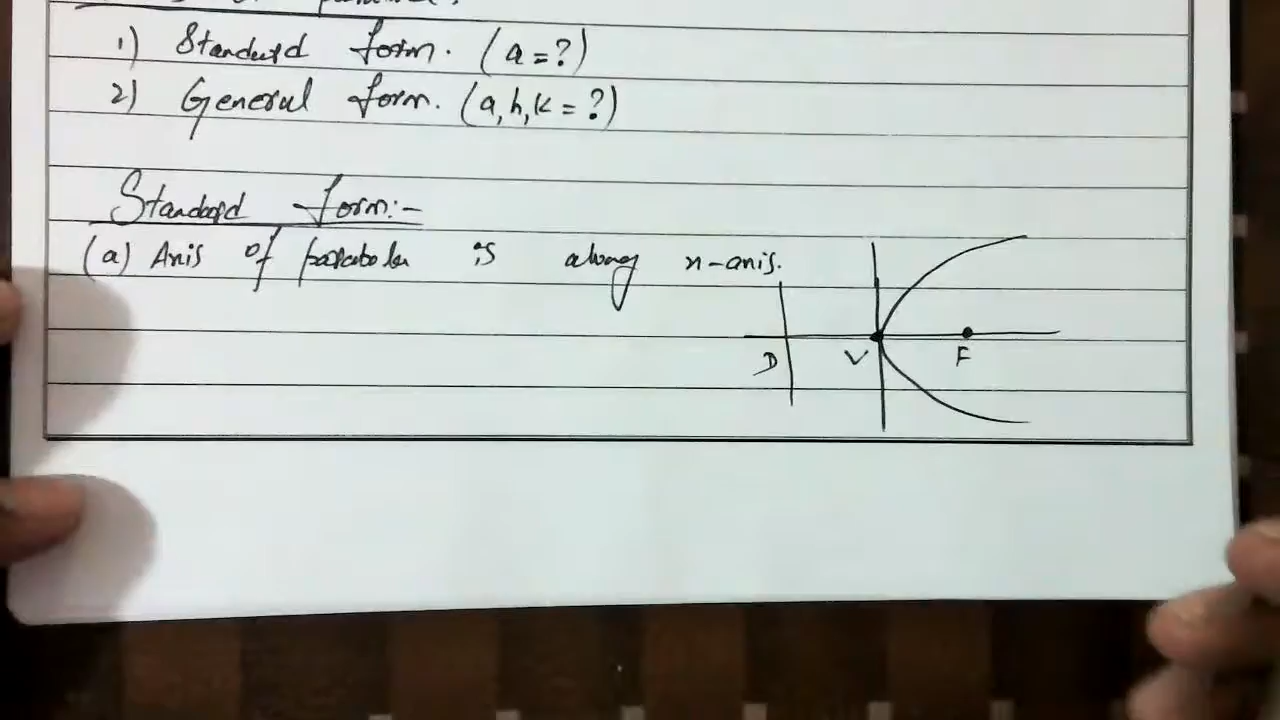 1) Standard form. (a=?)
2) General form. (a,h,k=?)
Standard form:-
(a) Axis of parabola is along x-axis.
D V F